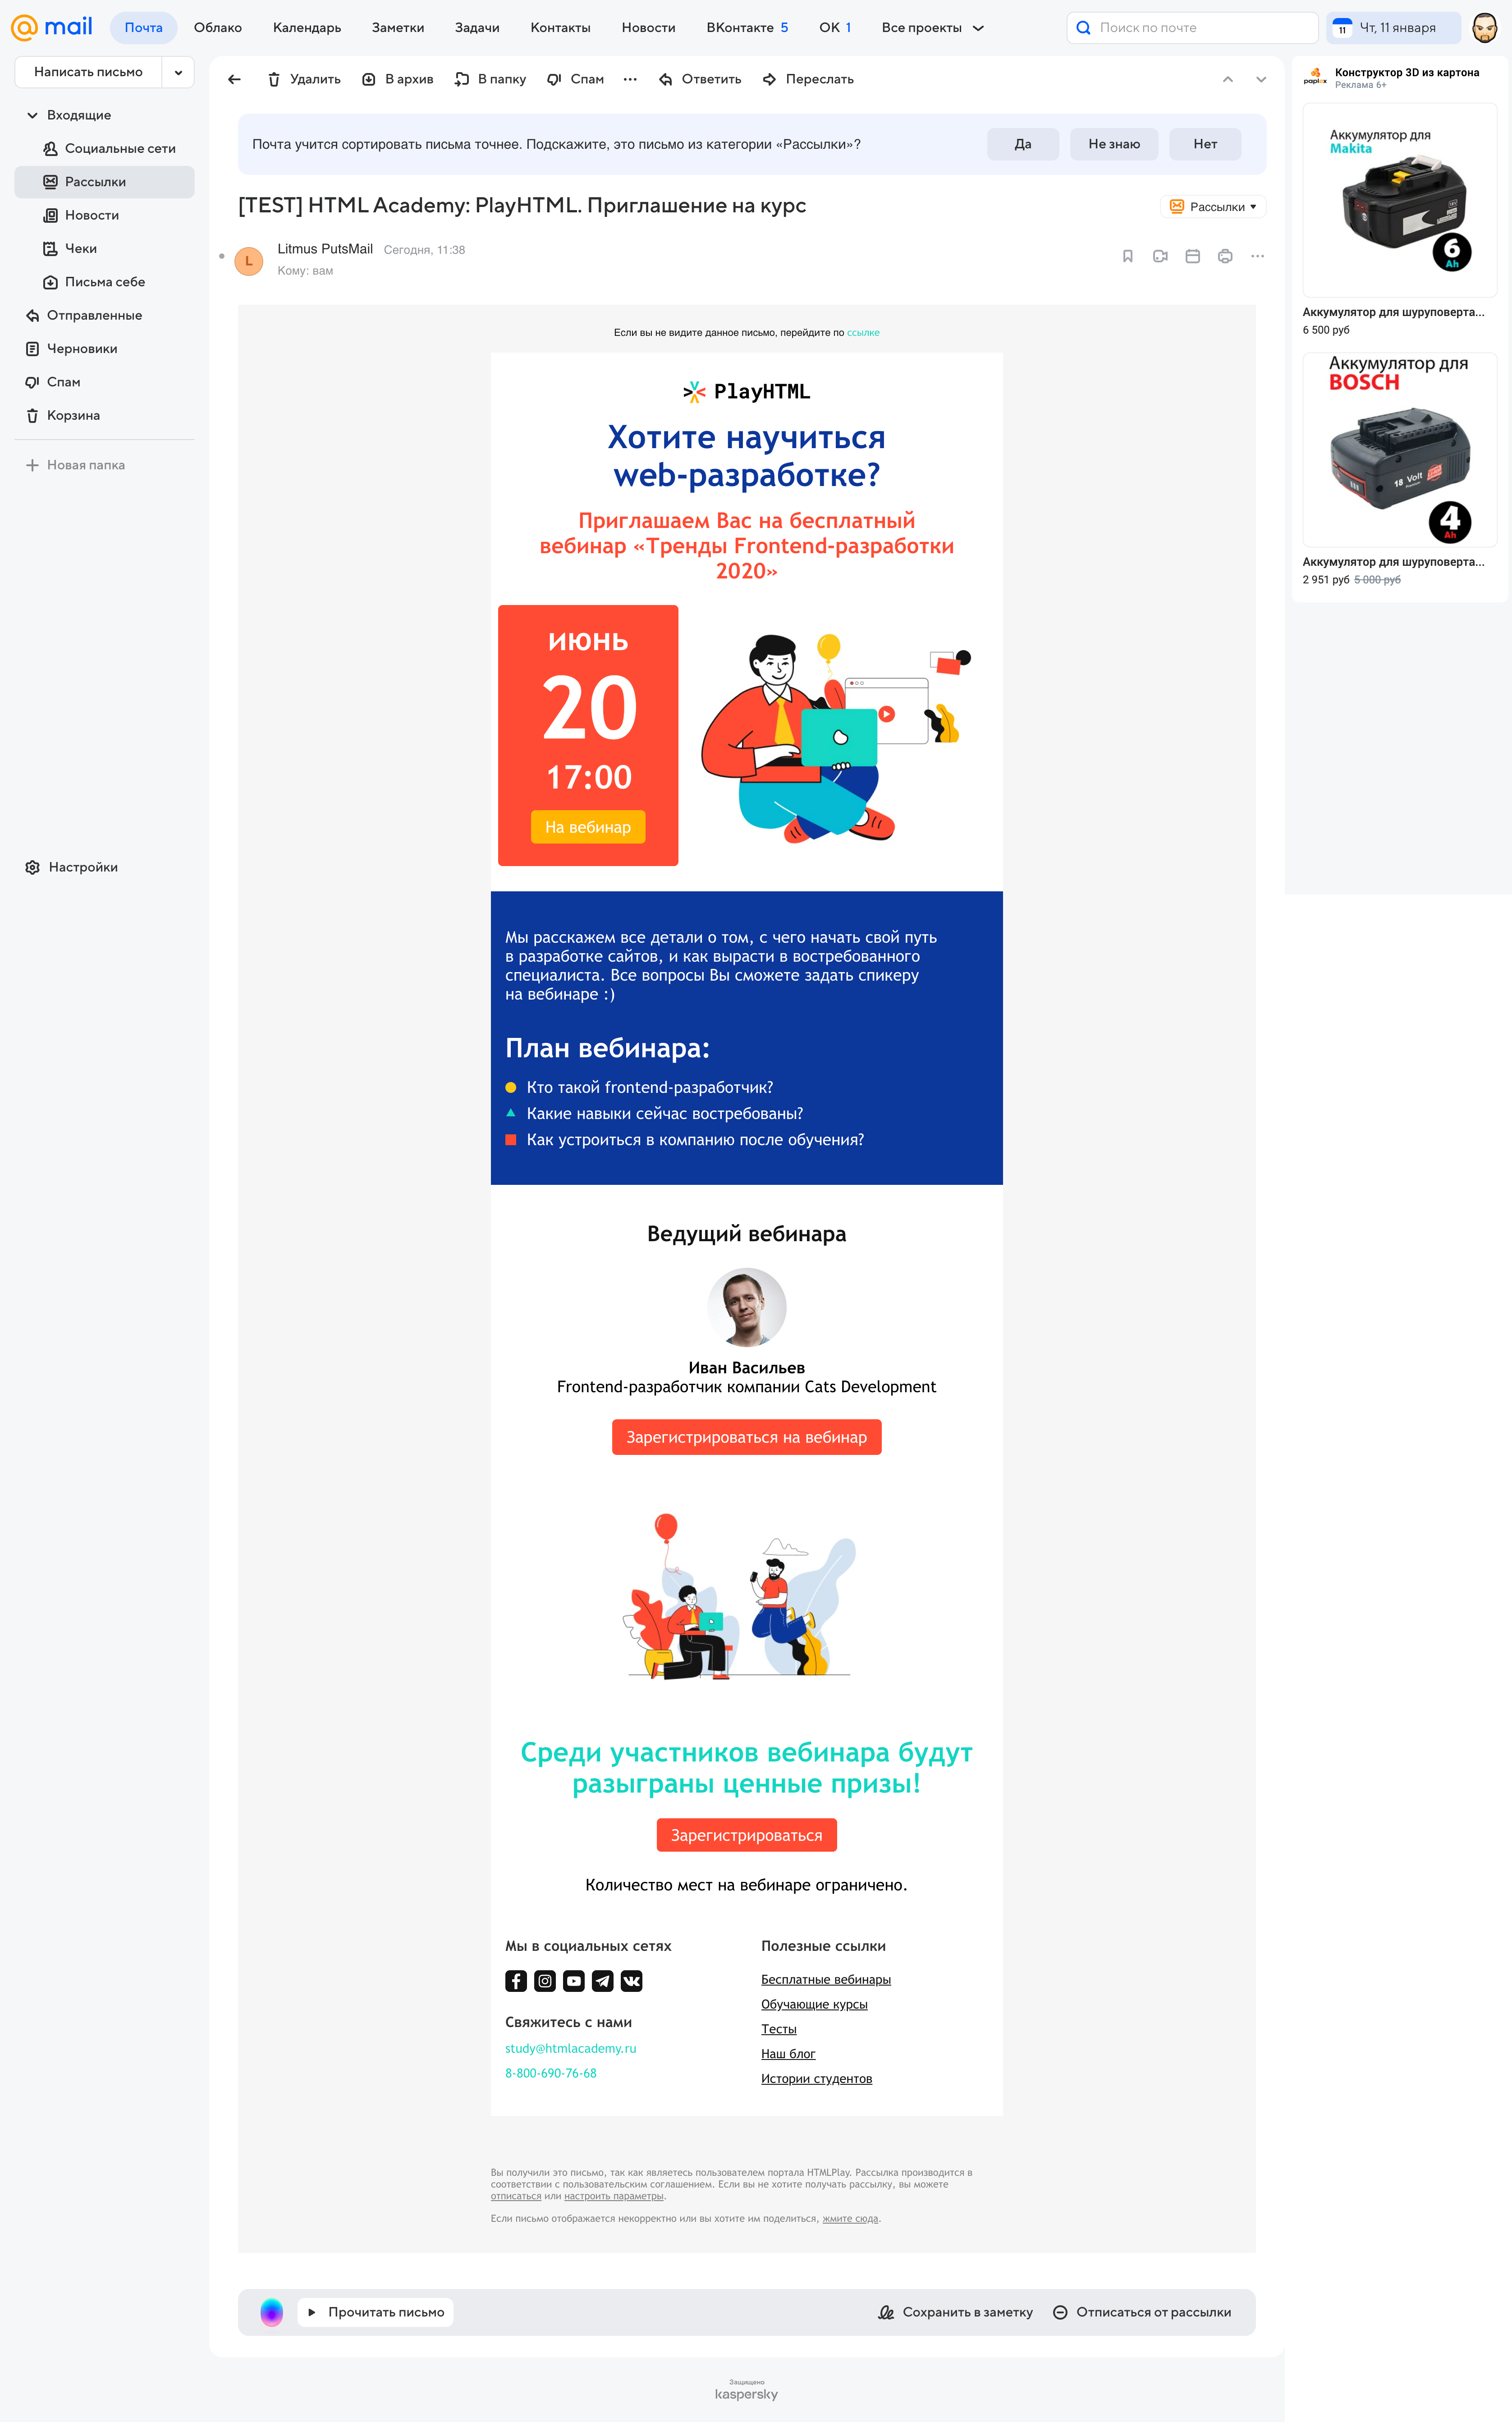 @mail
Почта
Облако
Календарь
Заметки
Задачи
Контакты
Новости
ВКонтакте 5
ОК 1
Все проекты
Поиск по почте
11
Чт, 11 января
Написать письмо
Входящие
Социальные сети
Рассылки
Новости
Чеки
Письма себе
Отправленные
Черновики
Спам
Корзина
Новая папка
Настройки
Удалить
В архив
В папку
Спам
Ответить
Переслать
Почта учится сортировать письма точнее. Подскажите, это письмо из категории «Рассылки»?
Да
Не знаю
Нет
[TEST] HTML Academy: PlayHTML. Приглашение на курс
Рассылки
L
Litmus PutsMail Сегодня, 11:38
Кому: вам
Если вы не видите данное письмо, перейдите по ссылке
PlayHTML
Хотите научиться
web-разработке?
Приглашаем Вас на бесплатный
вебинар «Тренды Frontend-разработки
2020»
июнь
20
17:00
На вебинар
Мы расскажем все детали о том, с чего начать свой путь
в разработке сайтов, и как вырасти в востребованного
специалиста. Все вопросы Вы сможете задать спикеру
на вебинаре :)
План вебинара:
Кто такой frontend-разработчик?
Какие навыки сейчас востребованы?
Как устроиться в компанию после обучения?
Ведущий вебинара
Иван Васильев
Frontend-разработчик компании Cats Development
Зарегистрироваться на вебинар
Среди участников вебинара будут
разыграны ценные призы!
Зарегистрироваться
Количество мест на вебинаре ограничено.
Мы в социальных сетях
Свяжитесь с нами
study@htmlacademy.ru
8-800-690-76-68
Полезные ссылки
Бесплатные вебинары
Обучающие курсы
Тесты
Наш блог
Истории студентов
Вы получили это письмо, так как являетесь пользователем портала HTMLPlay. Рассылка производится в
соответствии с пользовательским соглашением. Если вы не хотите получать рассылку, вы можете
отписаться или настроить параметры.
Если письмо отображается некорректно или вы хотите им поделиться, жмите сюда.
Прочитать письмо
Сохранить в заметку
Отписаться от рассылки
Защищено
kaspersky
paplex
Конструктор 3D из картона
Реклама 6+
Аккумулятор для
Makita
6
Ah
Аккумулятор для шуруповерта...
6 500 руб
Аккумулятор для
BOSCH
18 Volt
4
Ah
Аккумулятор для шуруповерта...
2 951 руб 5 000 руб